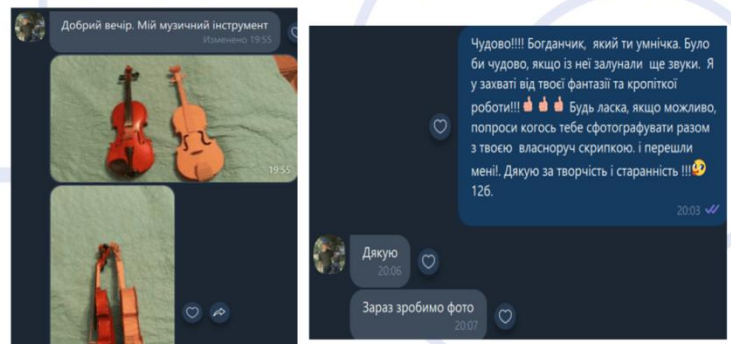 Добрий вечір. Мій музичний інструмент
Изменено 19:55
19:55
Чудово!!!! Богданчик, який ти умнічка. Було
би чудово, якщо із неї залунали ще звуки. Я
у захваті від твоєї фантазії та кропіткої
роботи!!! Будь ласка, якщо можливо,
попроси когось тебе сфотографувати разом
з твоєю власноруч скрипкою. і перешли
мені!. Дякую за творчість і старанність !!!
12б.
20:03
Дякую
20:06
Зараз зробимо фото
20:07